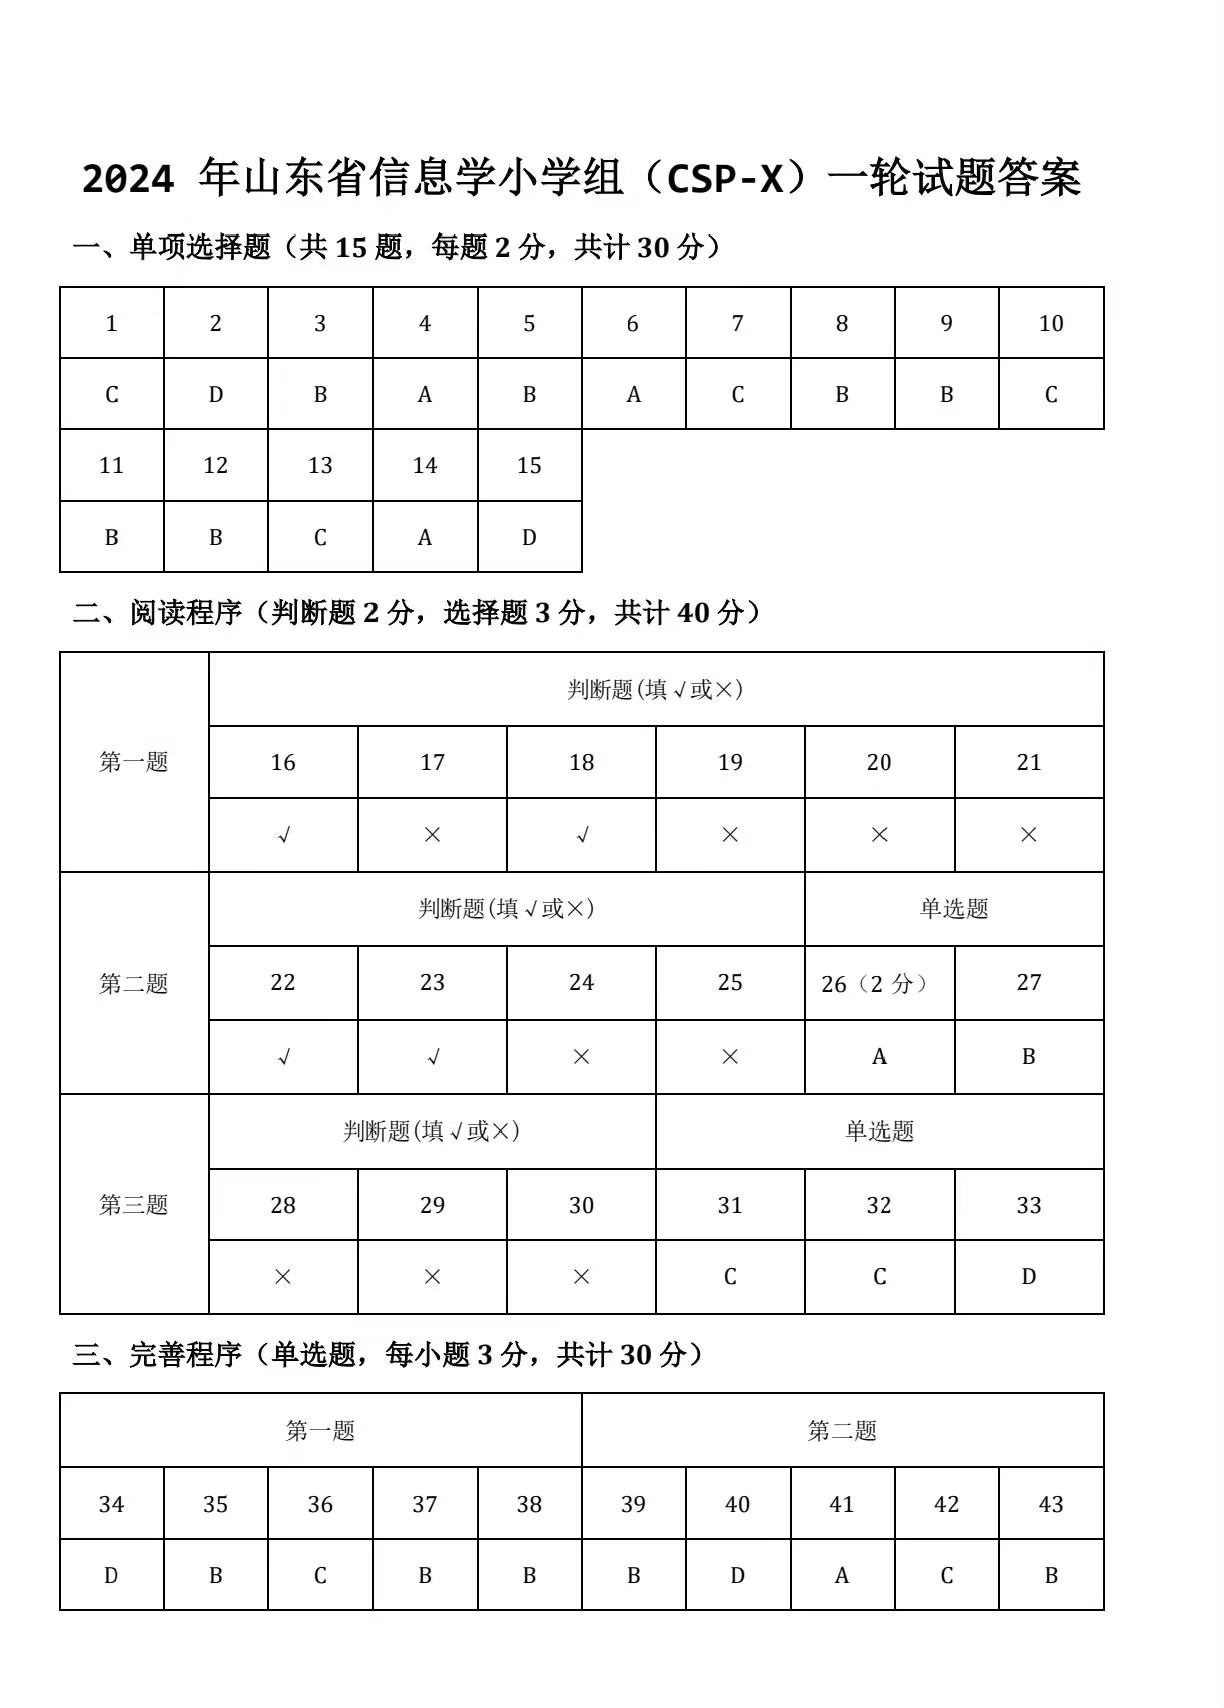 2024 年山东省信息学小学组（CSP-X）一轮试题答案
一、单项选择题（共 15 题，每题 2 分，共计 30 分）
1 2 3 4 5 6 7 8 9 10
C D B A B A C B B C
11 12 13 14 15
B B C A D
二、阅读程序（判断题 2 分，选择题 3 分，共计 40 分）
判断题(填√或×)
第一题
16 17 18 19 20 21
√ × √ × × ×
判断题(填√或×) 单选题
第二题
22 23 24 25 26（2 分） 27
√ √ × × A B
判断题(填√或×) 单选题
第三题
28 29 30 31 32 33
× × × C C D
三、完善程序（单选题，每小题 3 分，共计 30 分）
第一题 第二题
34 35 36 37 38 39 40 41 42 43
D B C B B B D A C B